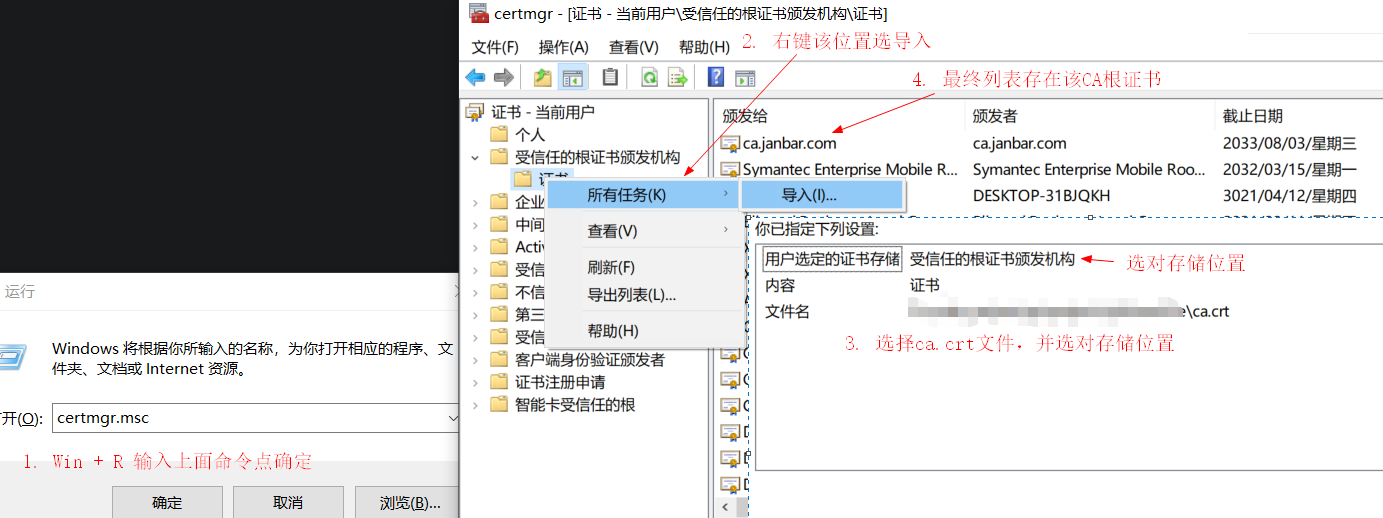 certmgr - [证书 - 当前用户\受信任的根证书颁发机构\证书]
文件(F) 操作(A) 查看(V) 帮助(H)
2. 右键该位置选导入
4. 最终列表存在该CA根证书
证书 - 当前用户
个人
受信任的根证书颁发机构
证书
企业
中间
Activ
受信
不信
第三
受信
客户端身份验证颁发者
证书注册申请
智能卡受信任的根
所有任务(K)
导入(I)...
查看(V)
刷新(F)
导出列表(L)...
帮助(H)
颁发给 颁发者 截止日期
ca.janbar.com ca.janbar.com 2033/08/03/星期三
Symantec Enterprise Mobile R... Symantec Enterprise Mobile Roo... 2032/03/15/星期一
DESKTOP-31BJQKH 3021/04/12/星期四
你已指定下列设置:
用户选定的证书存储 受信任的根证书颁发机构
选对存储位置
内容 证书
文件名 \ca.crt
3. 选择ca.crt文件，并选对存储位置
运行
Windows 将根据你所输入的名称，为你打开相应的程序、文
件夹、文档或 Internet 资源。
开(O): certmgr.msc
1. Win + R 输入上面命令点确定
确定 取消 浏览(B)...